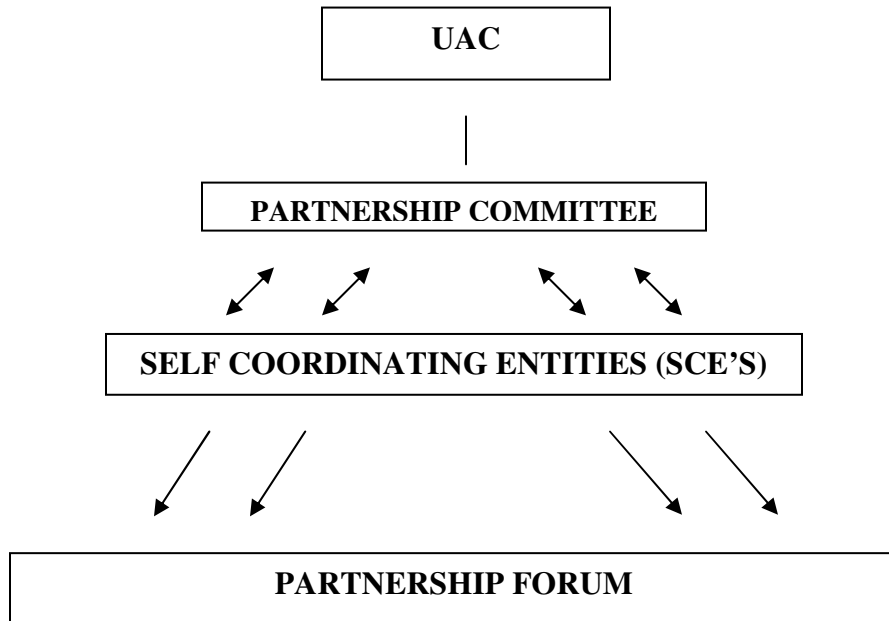 UAC
PARTNERSHIP COMMITTEE
SELF COORDINATING ENTITIES (SCE’S)
PARTNERSHIP FORUM